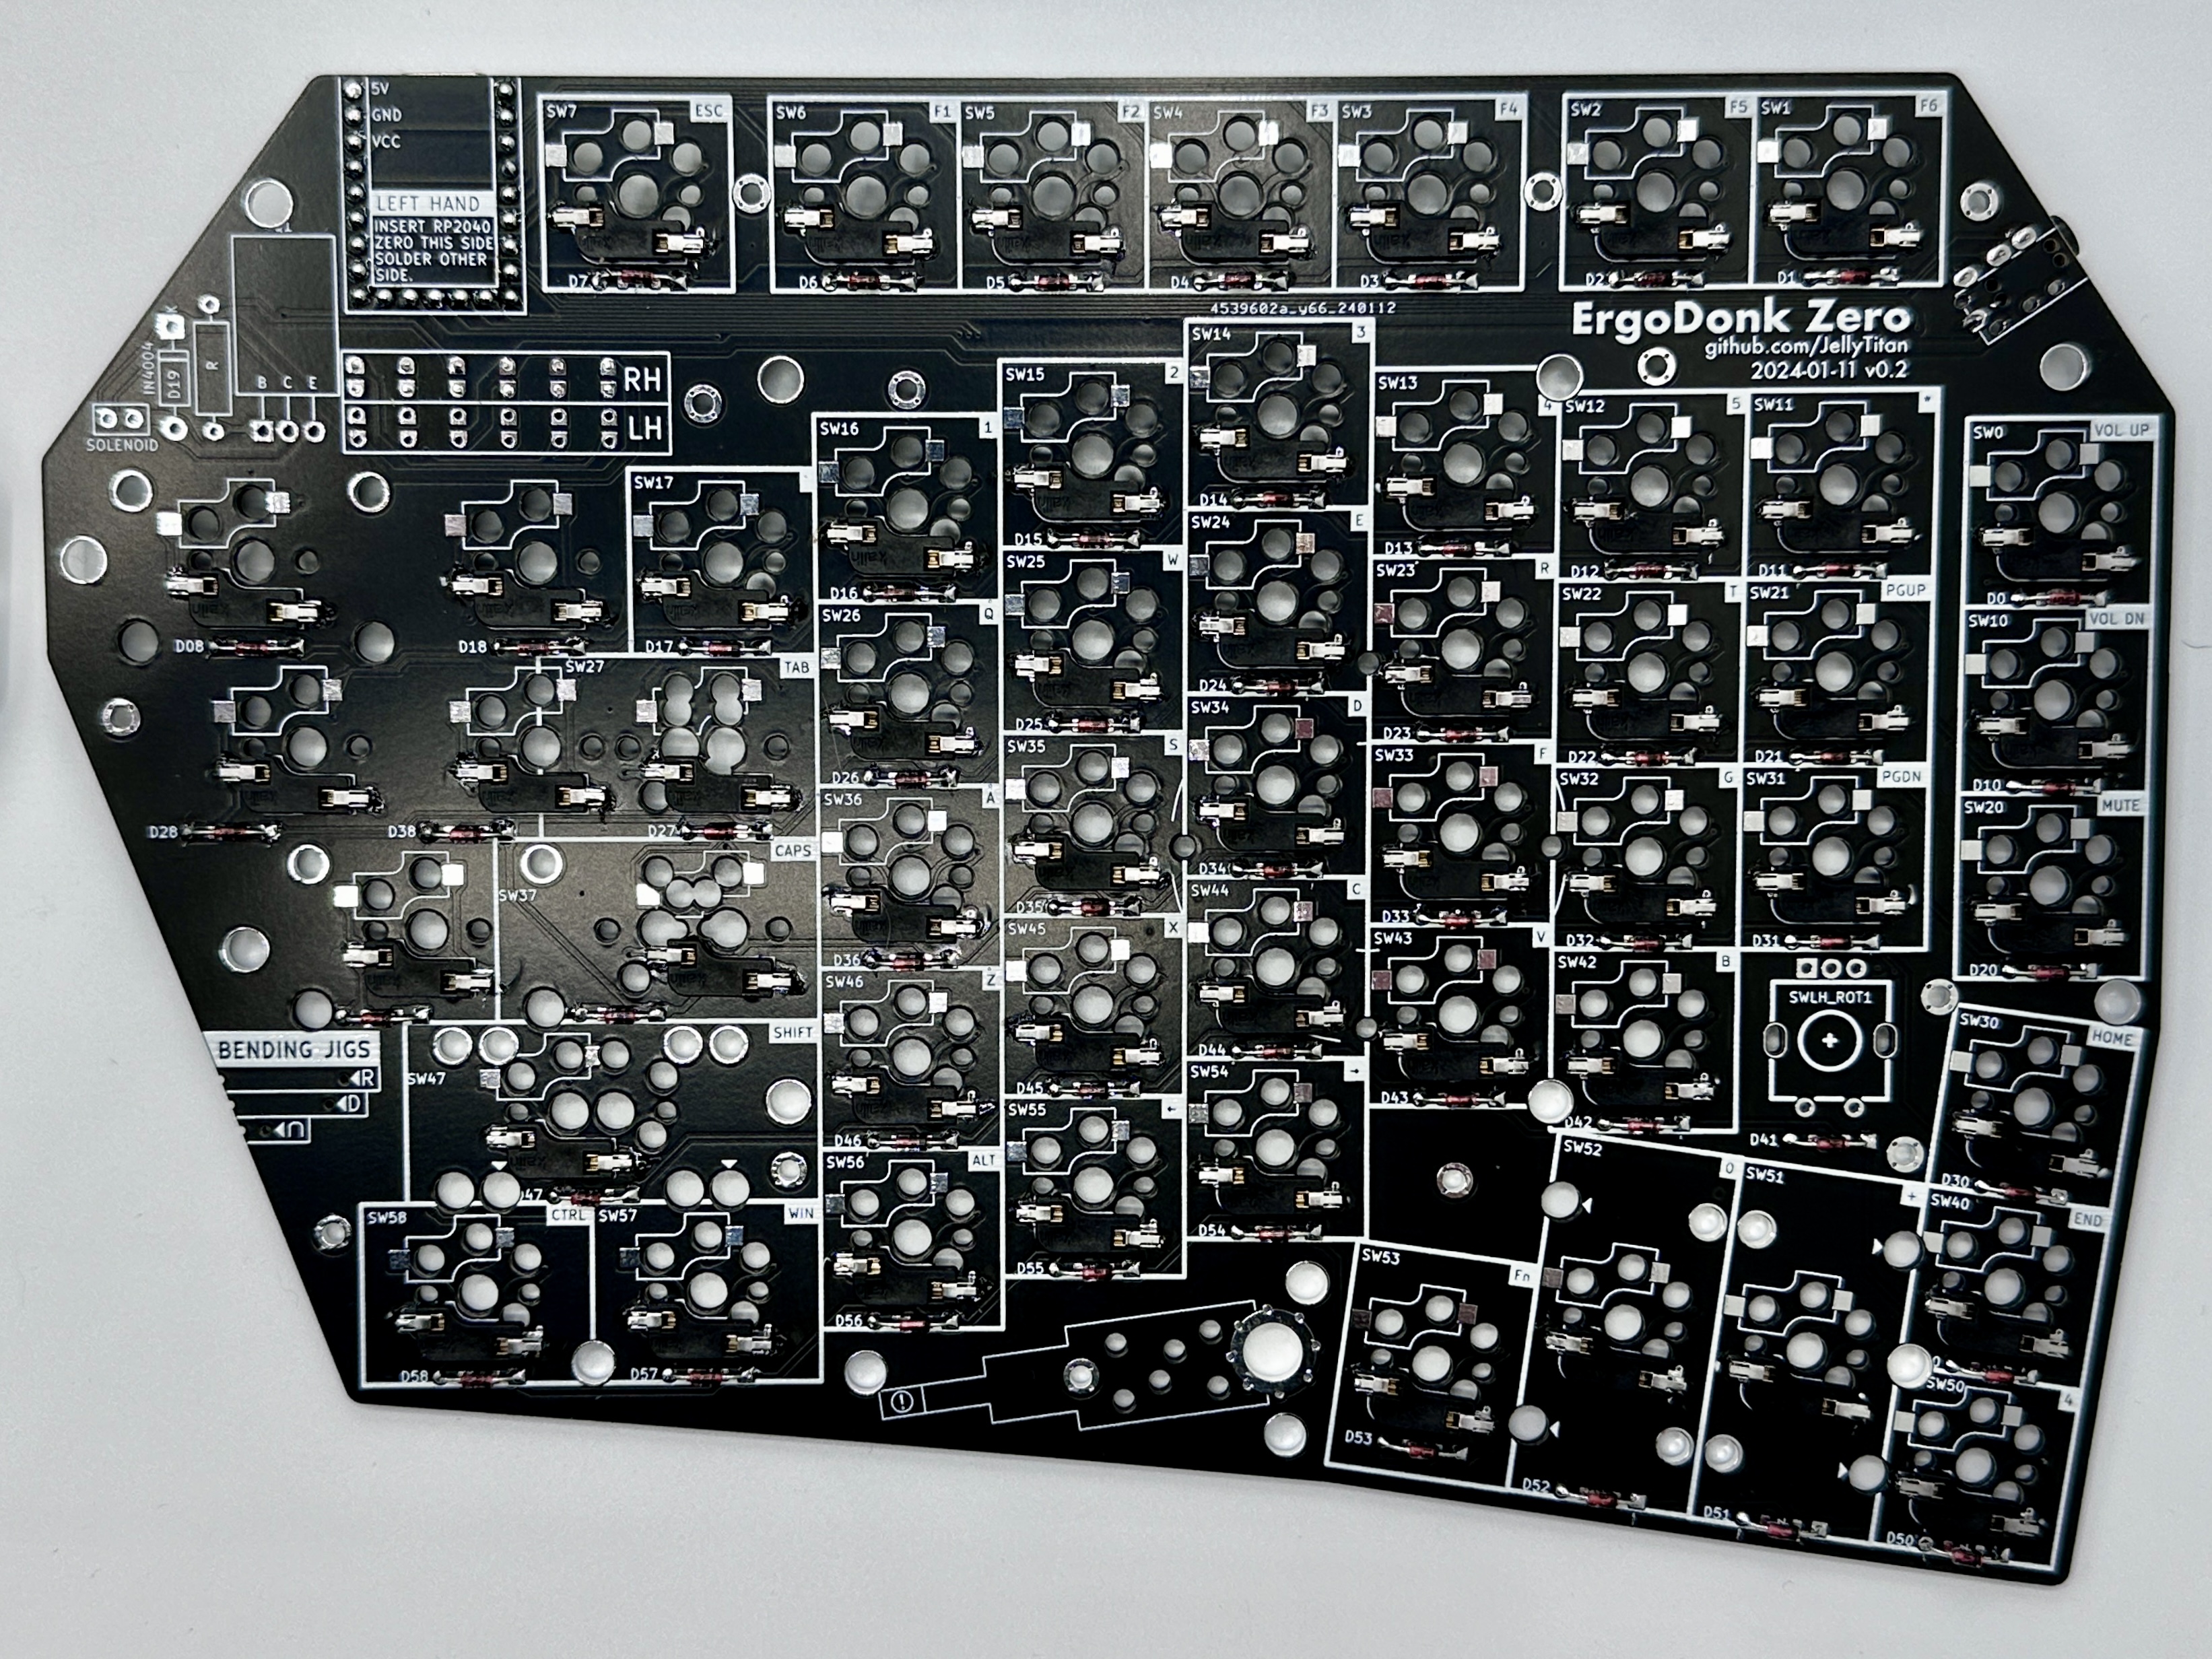 5V
GND
VCC
LEFT HAND
INSERT RP2040
ZERO THIS SIDE
SOLDER OTHER
SIDE.
SW7 ESC
D7
SW6 F1
D6
SW5 F2
D5
SW4 F3
D4
SW3 F4
D3
SW2 F5
D2
SW1 F6
D1
4539602a_y66_240112
ErgoDonk Zero
github.com/JellyTitan
2024-01-11 v0.2
IN4004
D19
R
B C E
SOLENOID
RH
LH
SW17
D17
SW16 1
D16
SW15 2
D15
SW14 3
D14
SW13 4
D13
SW12 5
D12
SW11 *
D11
SW0 VOL UP
D0
D08
D18
SW27 TAB
D27
D28
D38
SW26 Q
D26
SW25 W
D25
SW24 E
D24
SW23 R
D23
SW22 T
D22
SW21 PGUP
D21
SW10 VOL DN
D10
SW37 CAPS
SW36 A
D36
SW35 S
D35
SW34 D
D34
SW33 F
D33
SW32 G
D32
SW31 PGDN
D31
SW20 MUTE
D20
BENDING JIGS
R
D
U
SW47 SHIFT
D47
SW46 Z
D46
SW45 X
D45
SW44 C
D44
SW43 V
D43
SW42 B
D42
SWLH_ROT1
D41
SW30 HOME
D30
SW58 CTRL
D58
SW57 WIN
D57
SW56 ALT
D56
SW55 ←
D55
SW54 →
D54
SW53 Fn
D53
SW52 0
D52
SW51 +
D51
SW40 END
SW50 4
D50